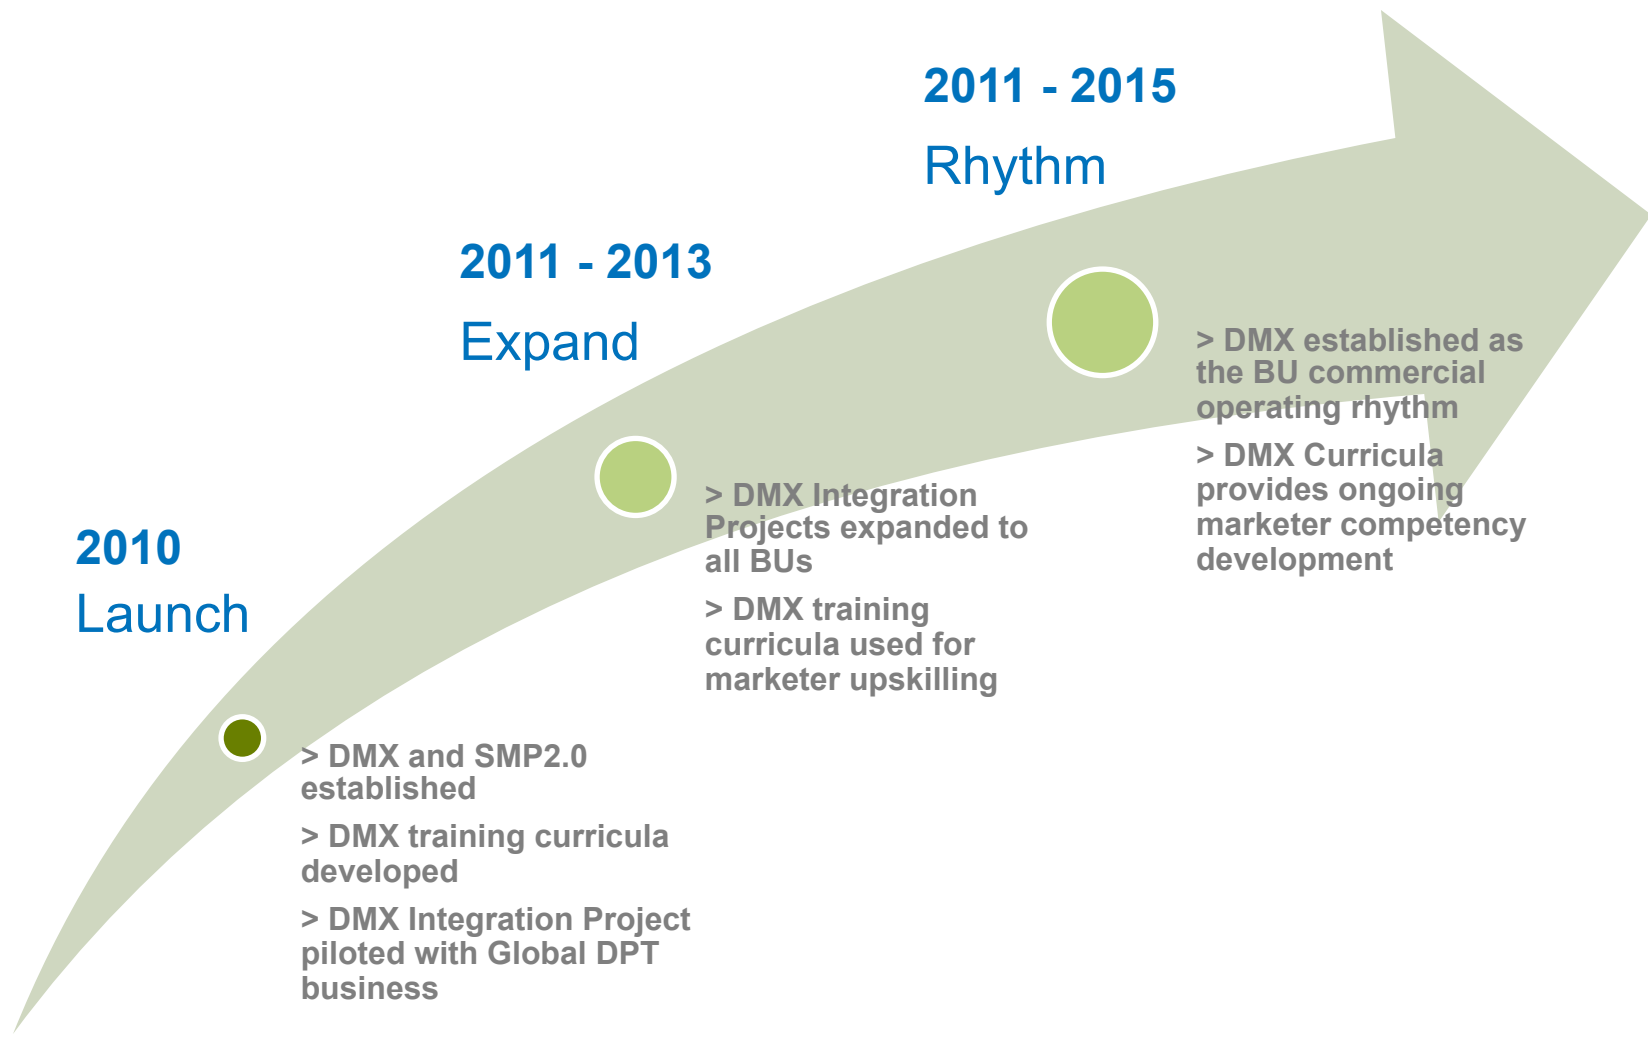 2010
Launch
> DMX and SMP2.0
established
> DMX training curricula
developed
> DMX Integration Project
piloted with Global DPT
business
2011 - 2013
Expand
> DMX Integration
Projects expanded to
all BUs
> DMX training
curricula used for
marketer upskilling
2011 - 2015
Rhythm
> DMX established as
the BU commercial
operating rhythm
> DMX Curricula
provides ongoing
marketer competency
development